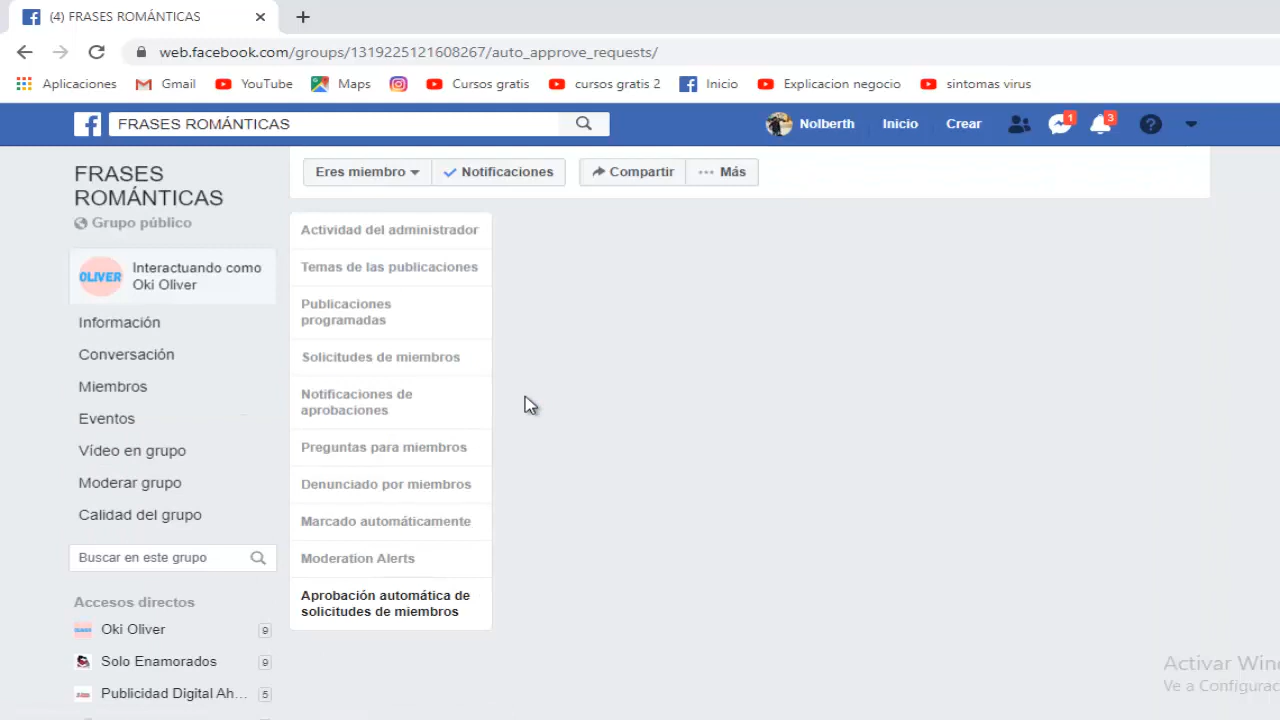 (4) FRASES ROMÁNTICAS
web.facebook.com/groups/1319225121608267/auto_approve_requests/
Aplicaciones Gmail YouTube Maps Cursos gratis cursos gratis 2 Inicio Explicacion negocio sintomas virus
FRASES ROMÁNTICAS Nolberth Inicio Crear 1 3
FRASES
ROMÁNTICAS
Grupo público
OLIVER
Interactuando como
Oki Oliver
Información
Conversación
Miembros
Eventos
Vídeo en grupo
Moderar grupo
Calidad del grupo
Buscar en este grupo
Accesos directos
Oki Oliver 9
Solo Enamorados 9
Publicidad Digital Ah... 5
Eres miembro Notificaciones Compartir Más
Actividad del administrador
Temas de las publicaciones
Publicaciones
programadas
Solicitudes de miembros
Notificaciones de
aprobaciones
Preguntas para miembros
Denunciado por miembros
Marcado automáticamente
Moderation Alerts
Aprobación automática de
solicitudes de miembros
Activar Win
Ve a Configurac